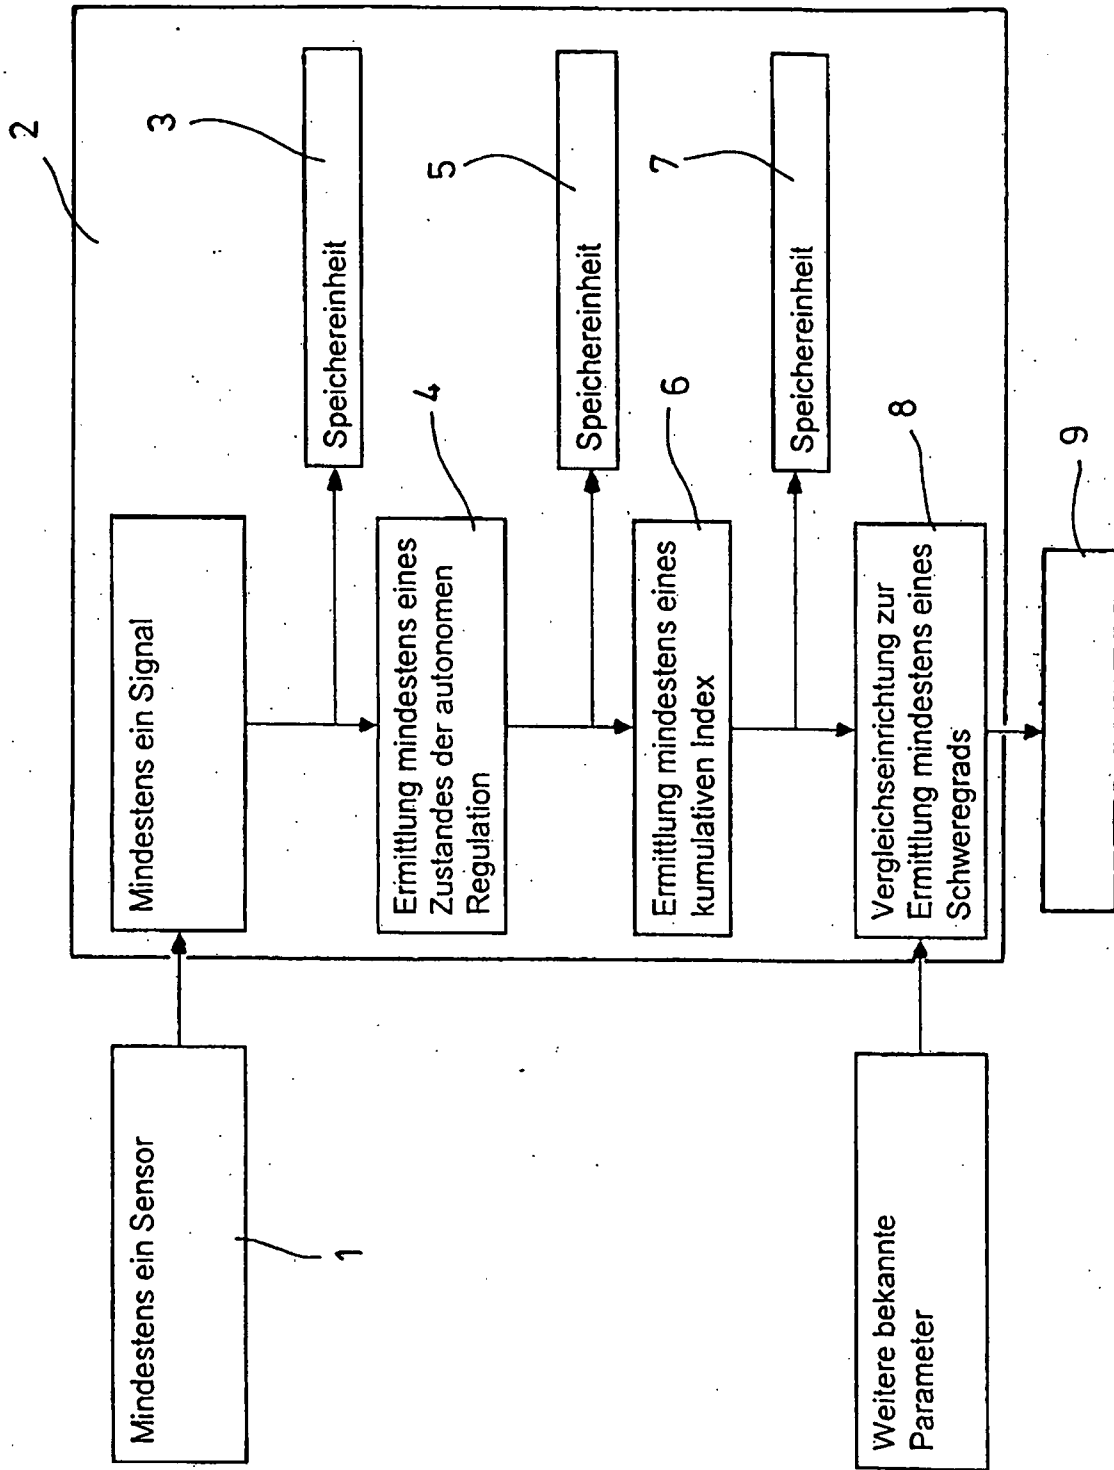 Mindestens ein Sensor
1
Mindestens ein Signal
2
Speichereinheit
3
Ermittlung mindestens eines
Zustandes der autonomen
Regulation
4
Speichereinheit
5
Ermittlung mindestens eines
kumulativen Index
6
Speichereinheit
7
Weitere bekannte
Parameter
Vergleichseinrichtung zur
Ermittlung mindestens eines
Schweregrads
8
9